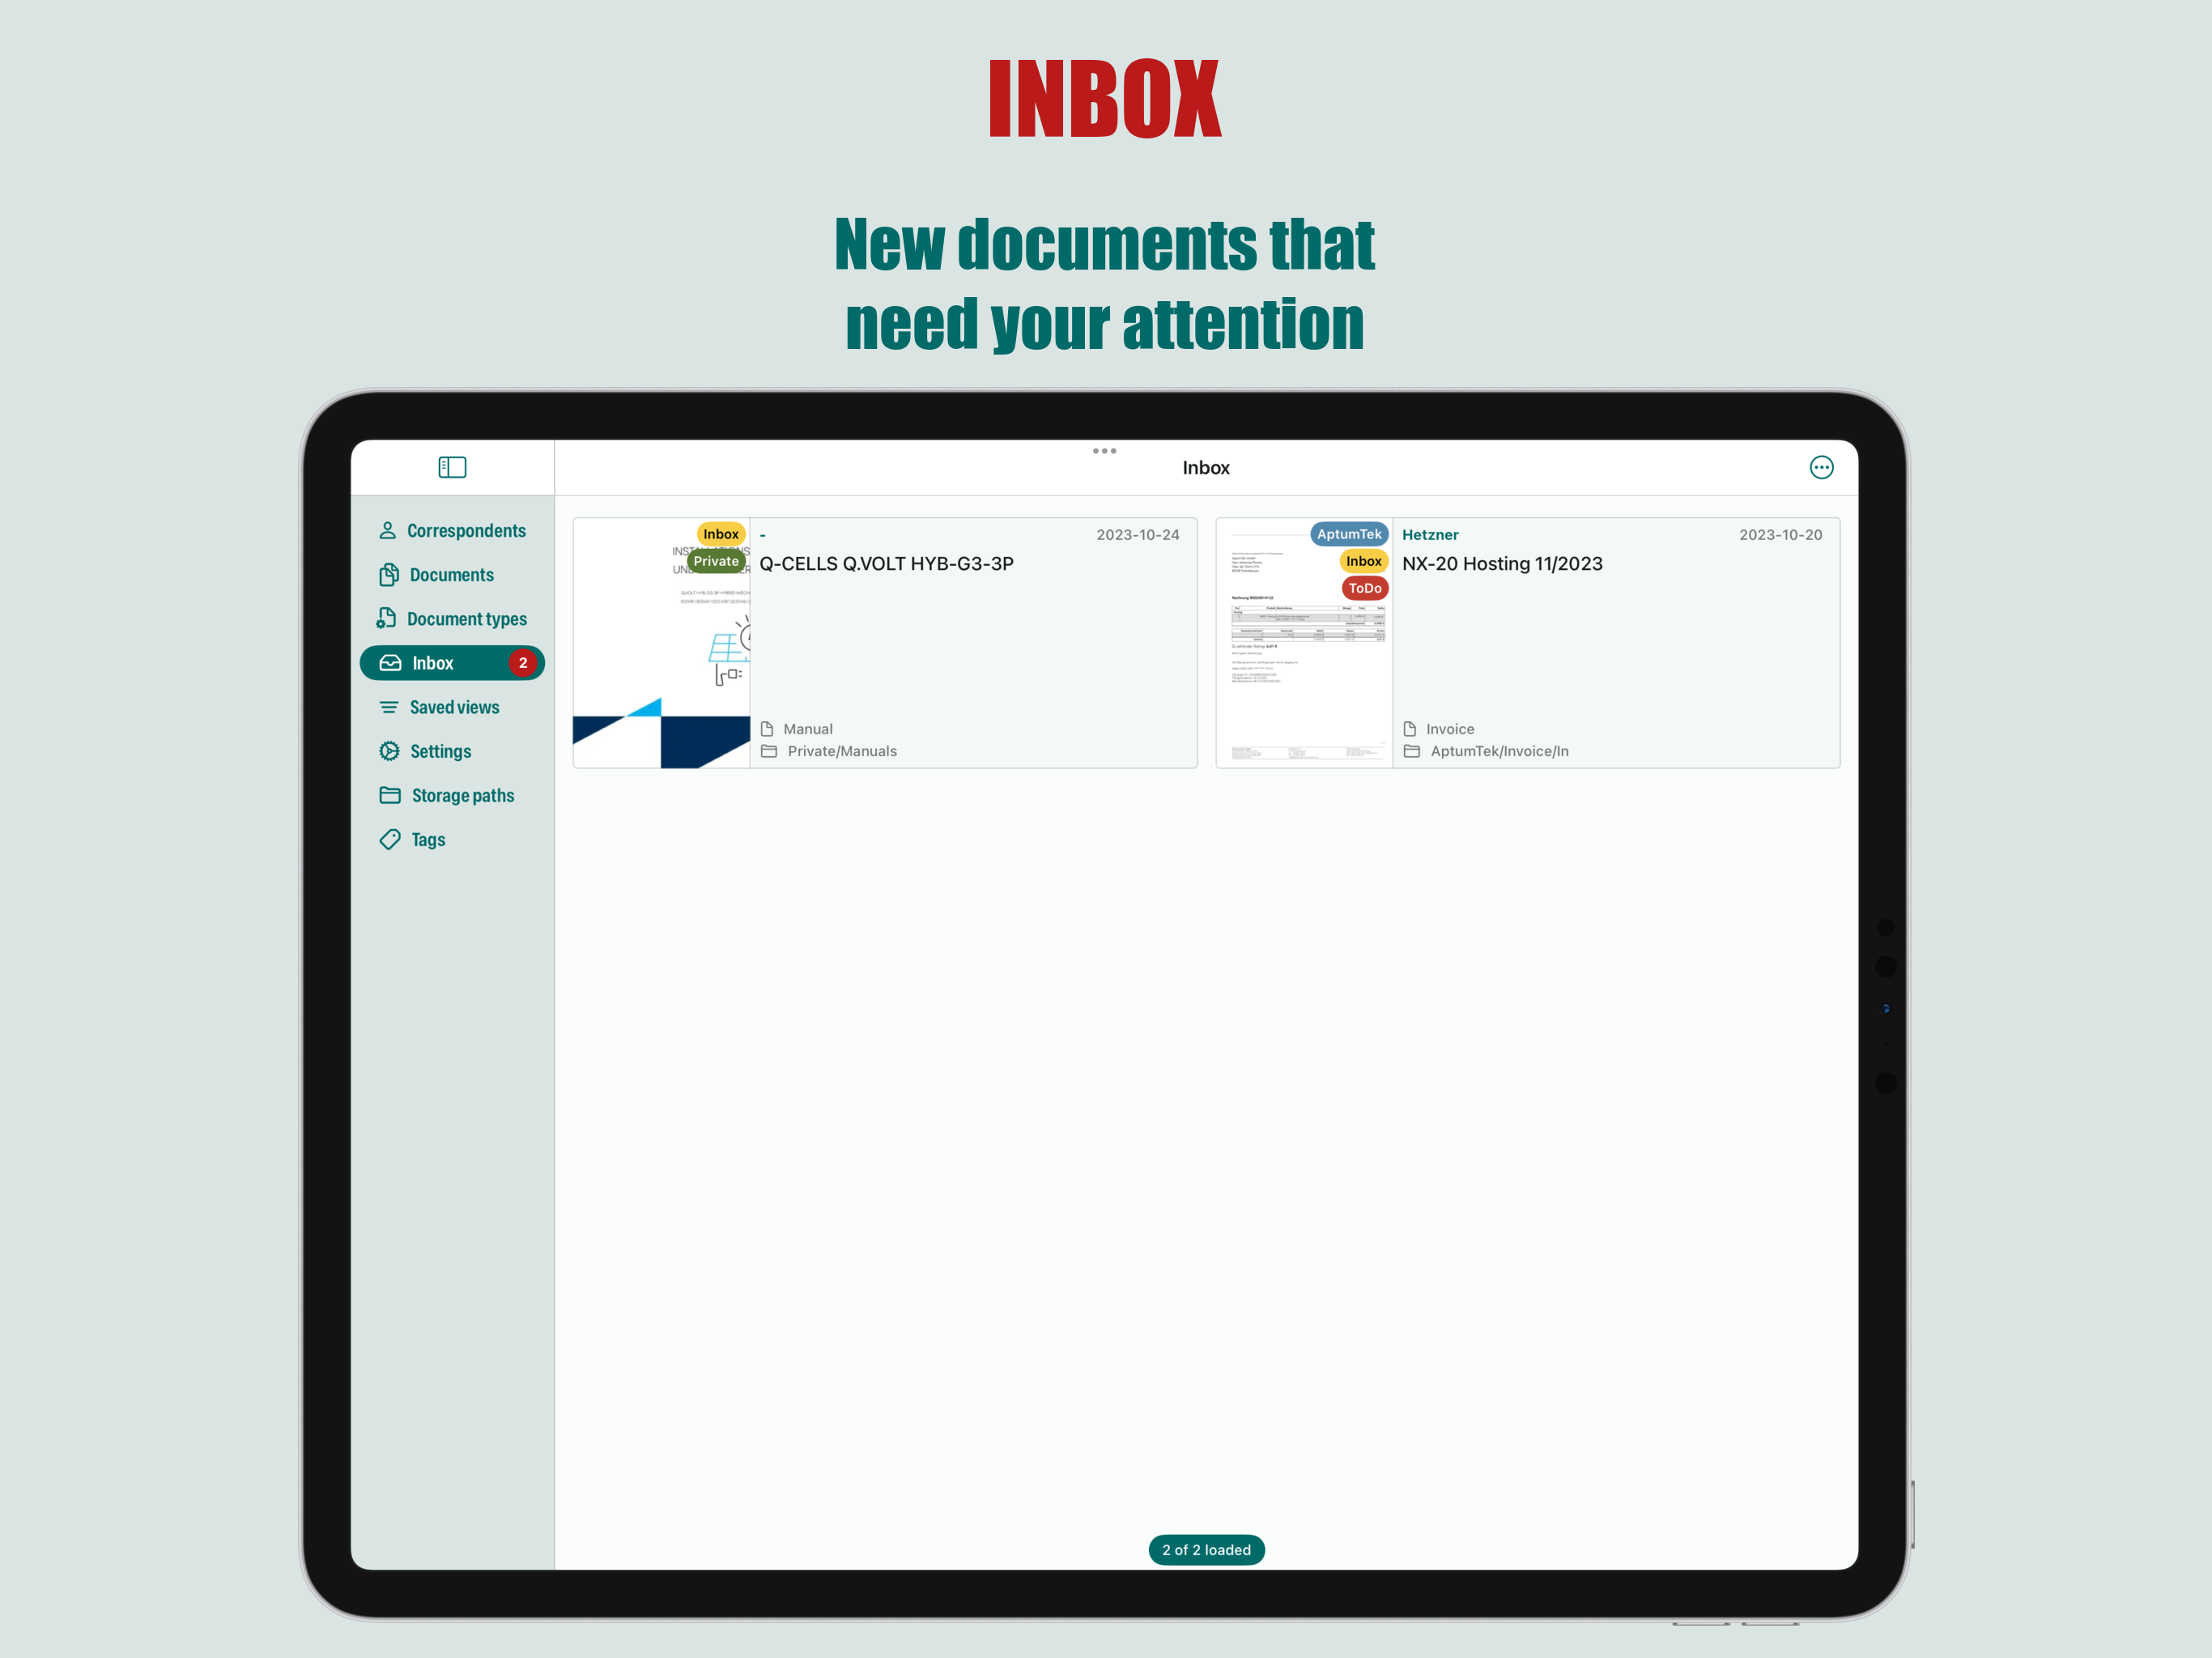 INBOX
New documents that
need your attention
Inbox
Correspondents
Documents
Document types
Inbox 2
Saved views
Settings
Storage paths
Tags
Inbox
Private
-
2023-10-24
Q-CELLS Q.VOLT HYB-G3-3P
Manual
Private/Manuals
AptumTek
Inbox
ToDo
Hetzner
2023-10-20
NX-20 Hosting 11/2023
Invoice
AptumTek/Invoice/In
2 of 2 loaded